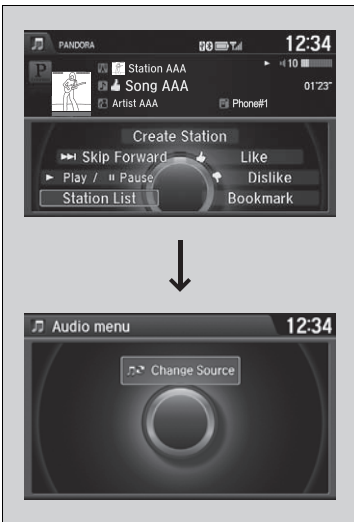 PANDORA 12:34
P Station AAA 10
Song AAA 01'23"
Artist AAA Phone#1
Create Station
Skip Forward Like
Play / Pause Dislike
Station List Bookmark
Audio menu 12:34
Change Source